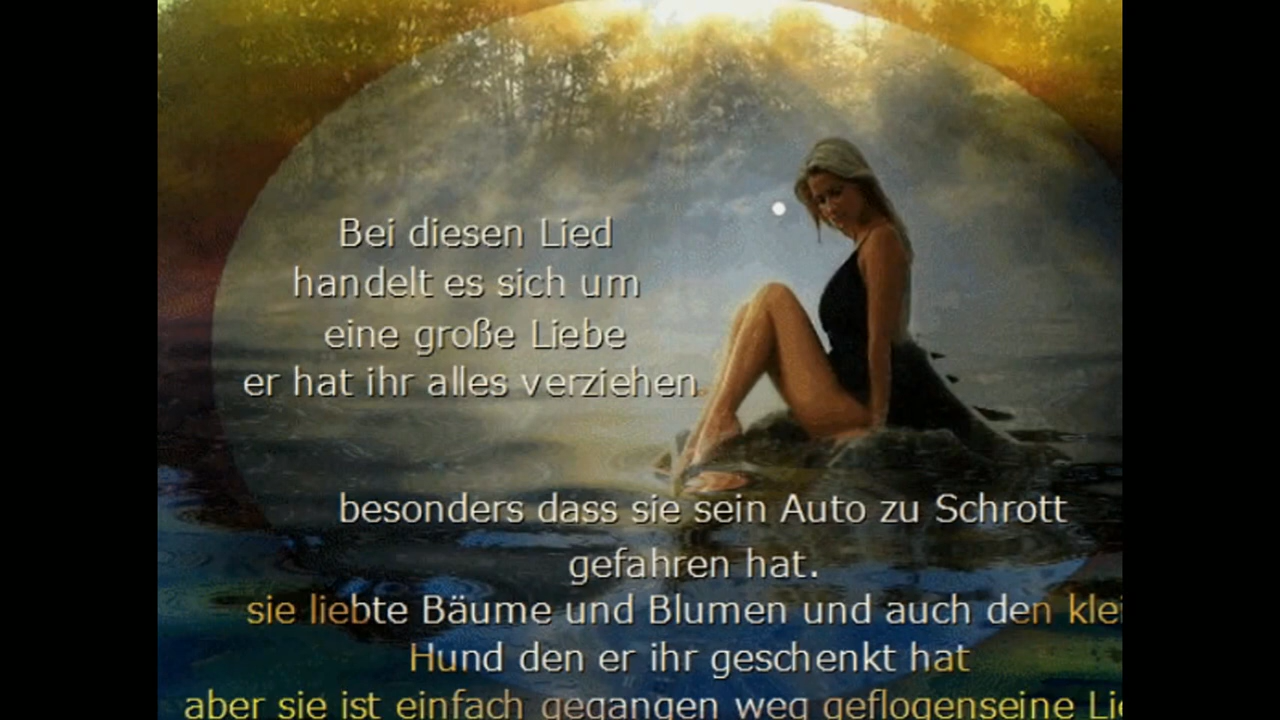 Bei diesen Lied
handelt es sich um
eine große Liebe
er hat ihr alles verziehen
besonders dass sie sein Auto zu Schrott
gefahren hat.
sie liebte Bäume und Blumen und auch den
Hund den er ihr geschenkt hat
aber sie ist einfach gegangen weg geflogenseine